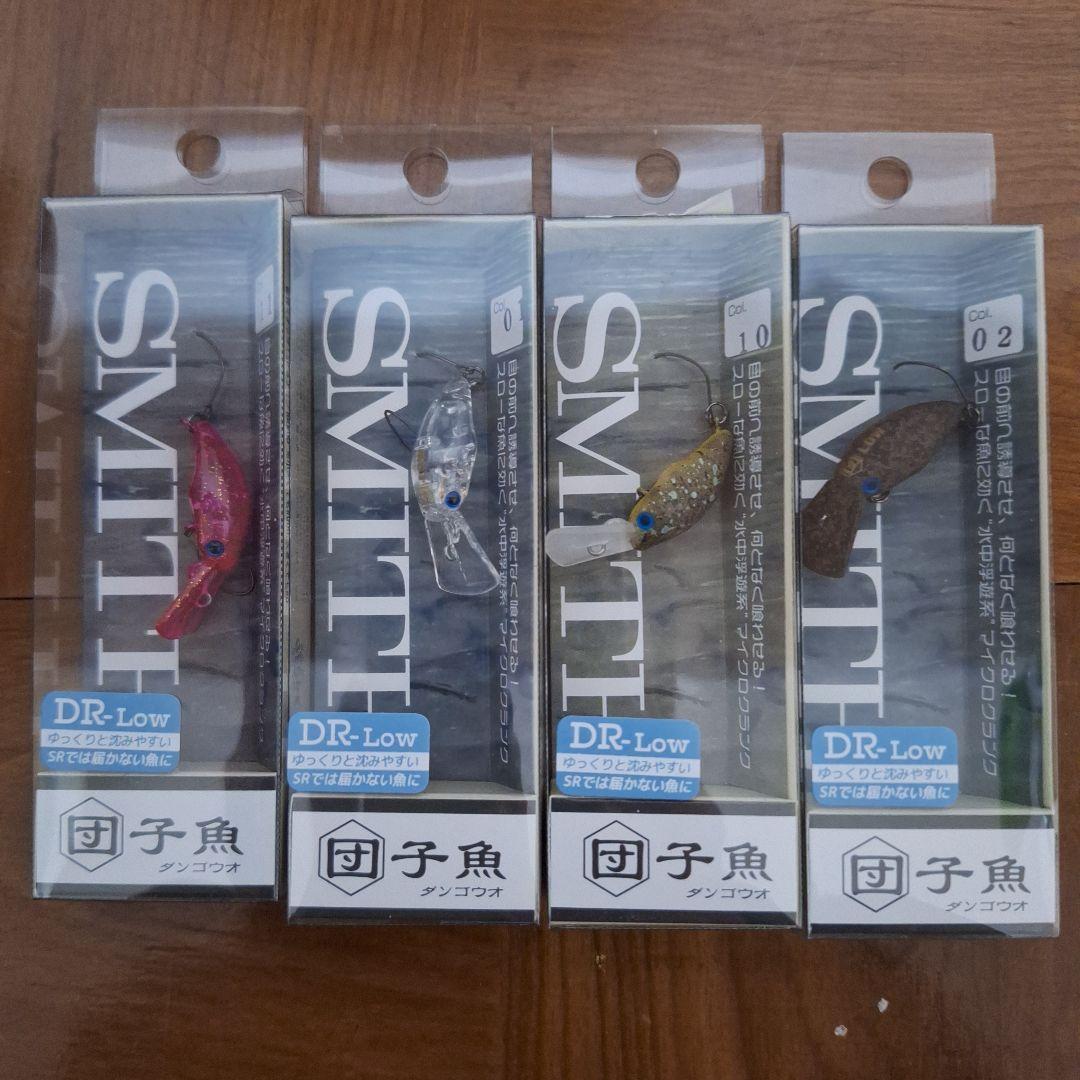 11
SMITH
DR-Low
ゆっくりと沈みやすい
SRでは届かない魚に
団子魚
ダンゴウオ
Col.
01
SMITH
目の前へ誘導させ、何となく喰わせる!
スローな魚に効く"水中浮遊系"マイクロクランク
DR-Low
ゆっくりと沈みやすい
SRでは届かない魚に
団子魚
ダンゴウオ
Col.
10
SMITH
目の前へ誘導させ、何となく喰わせる!
スローな魚に効く"水中浮遊系"マイクロクランク
DR-Low
ゆっくりと沈みやすい
SRでは届かない魚に
団子魚
ダンゴウオ
Col.
02
SMITH
目の前へ誘導させ、何となく喰わせる!
スローな魚に効く"水中浮遊系"マイクロクランク
DR-Low
ゆっくりと沈みやすい
SRでは届かない魚に
団子魚
ダンゴウオ